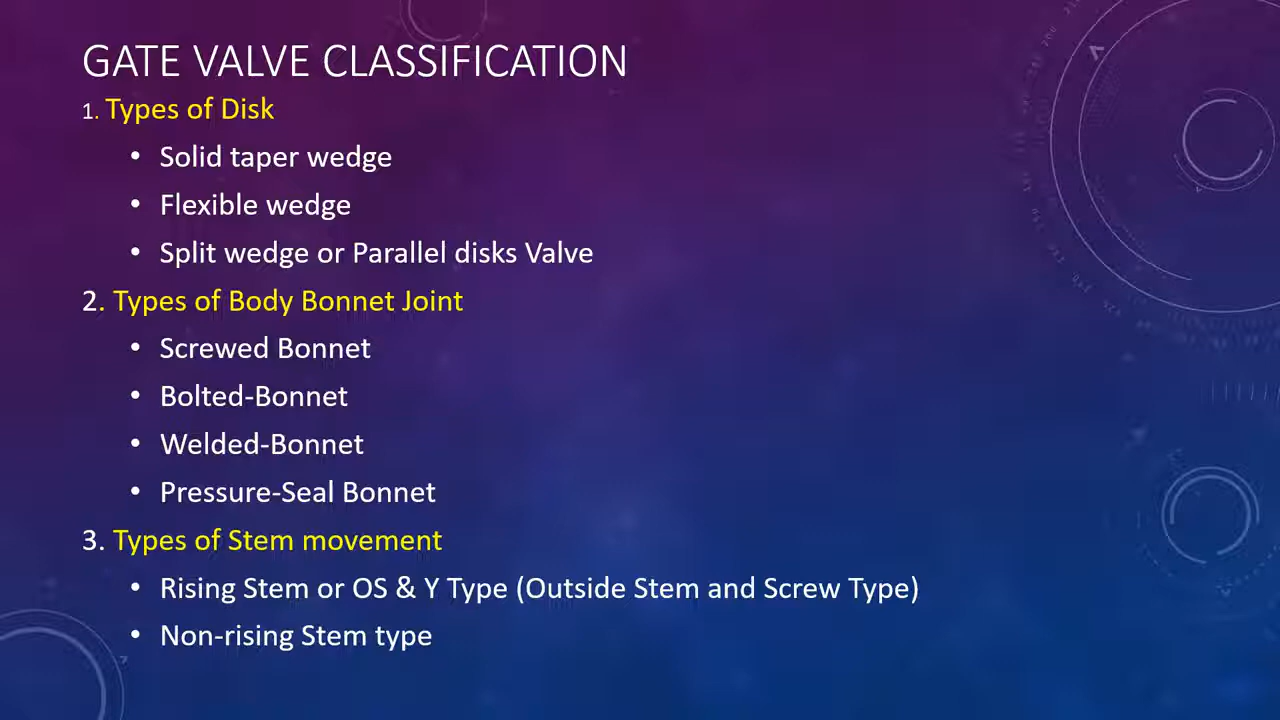 GATE VALVE CLASSIFICATION
1. Types of Disk
• Solid taper wedge
• Flexible wedge
• Split wedge or Parallel disks Valve
2. Types of Body Bonnet Joint
• Screwed Bonnet
• Bolted-Bonnet
• Welded-Bonnet
• Pressure-Seal Bonnet
3. Types of Stem movement
• Rising Stem or OS & Y Type (Outside Stem and Screw Type)
• Non-rising Stem type